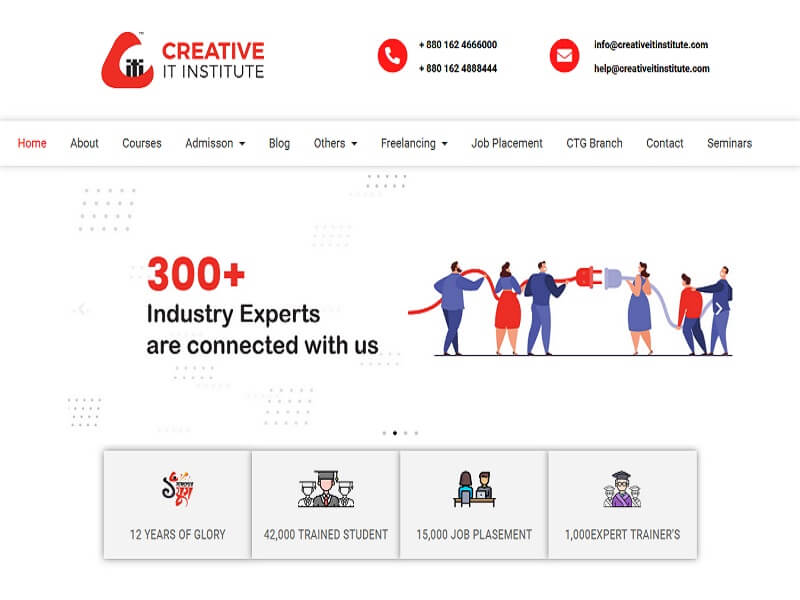 CREATIVE
IT INSTITUTE
iti
+ 880 162 4666000
+ 880 162 4888444
info@creativeitinstitute.com
help@creativeitinstitute.com
Home About Courses Admisson Blog Others Freelancing Job Placement CTG Branch Contact Seminars
300+
Industry Experts
are connected with us
12 YEARS OF GLORY
42,000 TRAINED STUDENT
15,000 JOB PLASEMENT
1,000EXPERT TRAINER'S